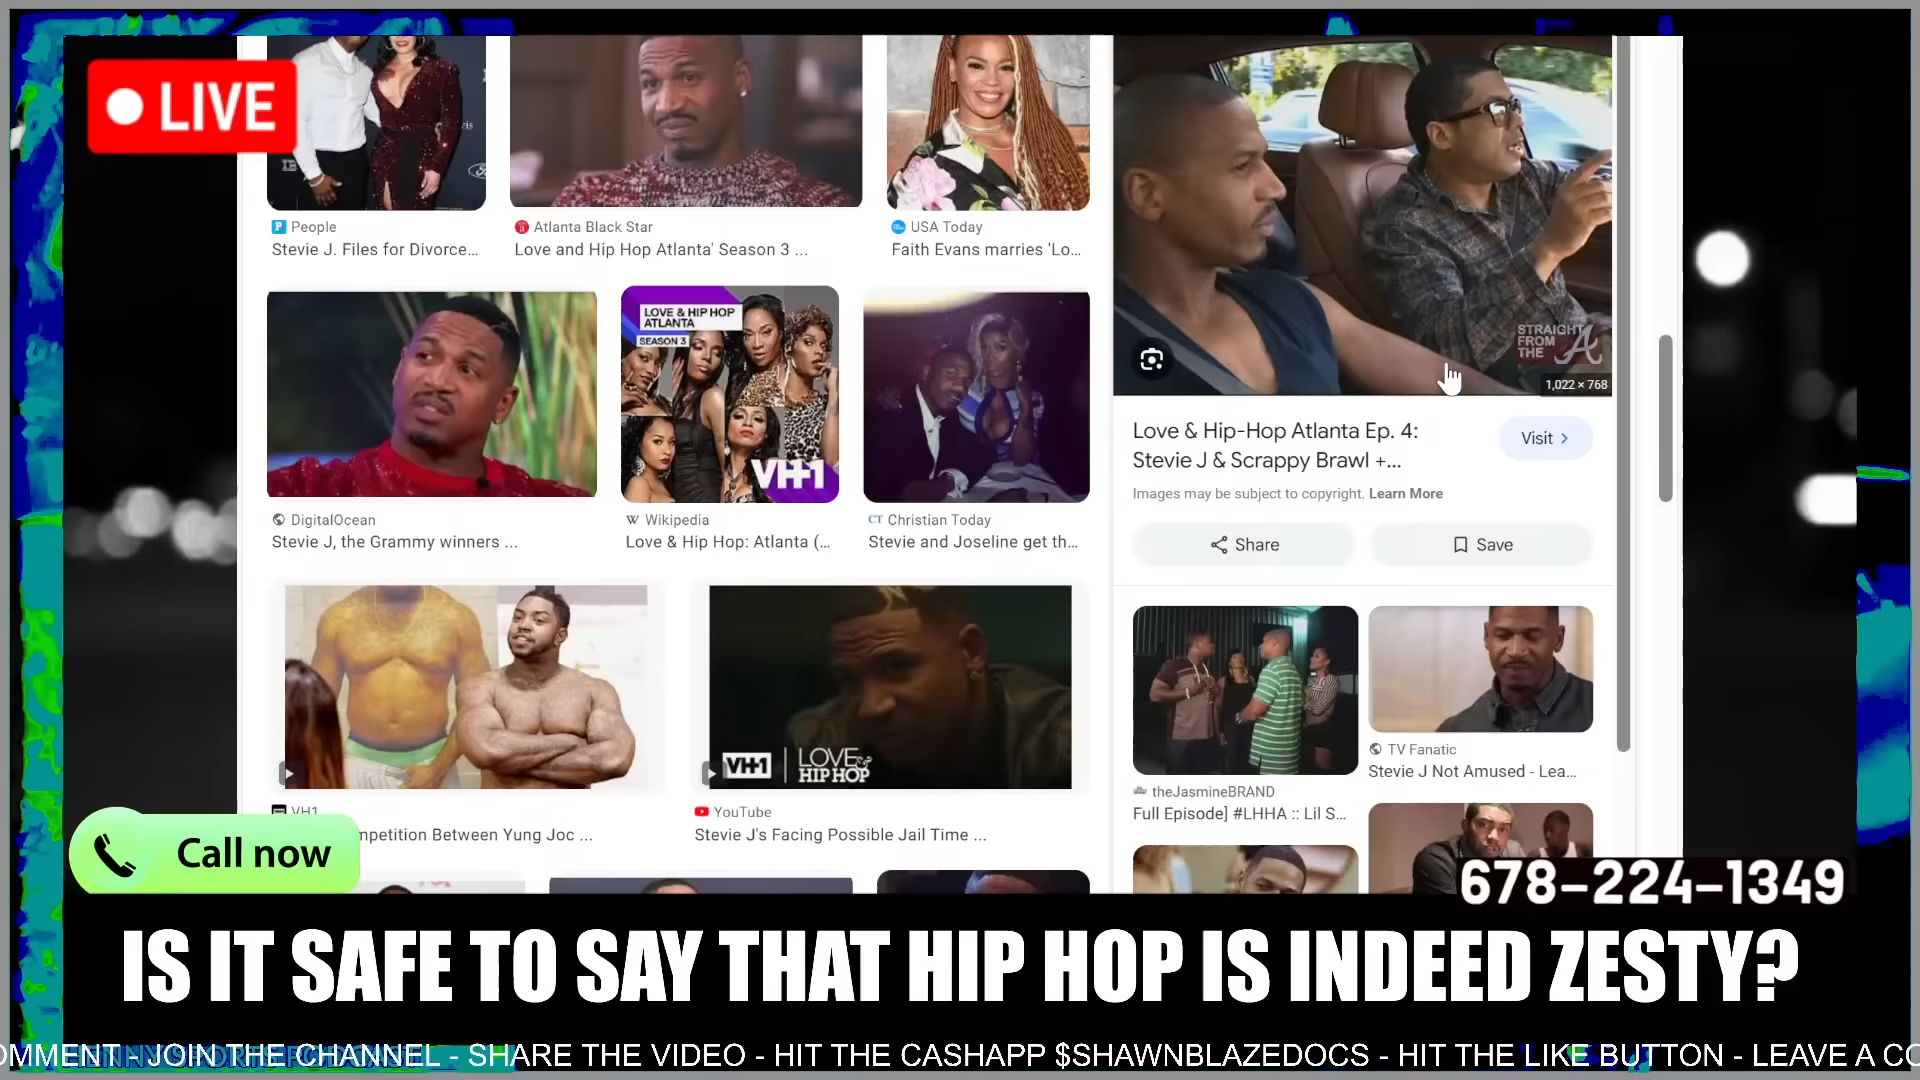 LIVE
People
Stevie J. Files for Divorce...
Atlanta Black Star
Love and Hip Hop Atlanta' Season 3 ...
USA Today
Faith Evans marries 'Lo...
LOVE & HIP HOP
ATLANTA
SEASON 3
VH1
DigitalOcean
Stevie J, the Grammy winners ...
W Wikipedia
Love & Hip Hop: Atlanta (...
CT Christian Today
Stevie and Joseline get th...
STRAIGHT
FROM
THE A
1,022 × 768
Love & Hip-Hop Atlanta Ep. 4:
Stevie J & Scrappy Brawl +...
Visit
Images may be subject to copyright. Learn More
Share
Save
VH1 LOVE &
HIP HOP
VH1
mpetition Between Yung Joc ...
YouTube
Stevie J's Facing Possible Jail Time ...
theJasmineBRAND
Full Episode] #LHHA :: Lil S...
TV Fanatic
Stevie J Not Amused - Lea...
Call now
678-224-1349
IS IT SAFE TO SAY THAT HIP HOP IS INDEED ZESTY?
OMMENT - JOIN THE CHANNEL - SHARE THE VIDEO - HIT THE CASHAPP $SHAWNBLAZEDOCS - HIT THE LIKE BUTTON - LEAVE A CO